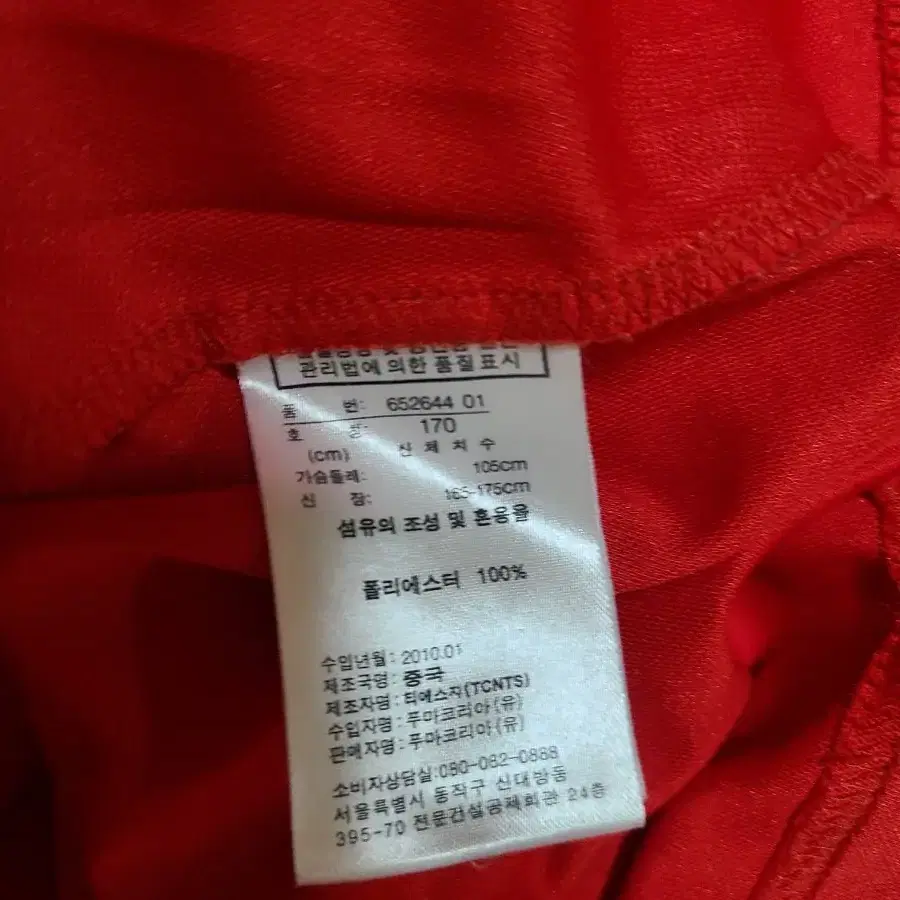 관리법에 의한 품질표시
품 번: 652644 01
호 칭: 170
(cm) 신 체 치 수
가슴둘레: 105cm
신 장: 165-175cm
섬유의 조성 및 혼용율
폴리에스터 100%
수입년월: 2010.01
제조국명: 중국
제조자명: 티에스지(TCNTS)
수입자명: 푸마코리아(유)
판매자명: 푸마코리아(유)
소비자상담실:080-082-0888
서울특별시 동작구 신대방동
395-70 전문건설공제회관 24층